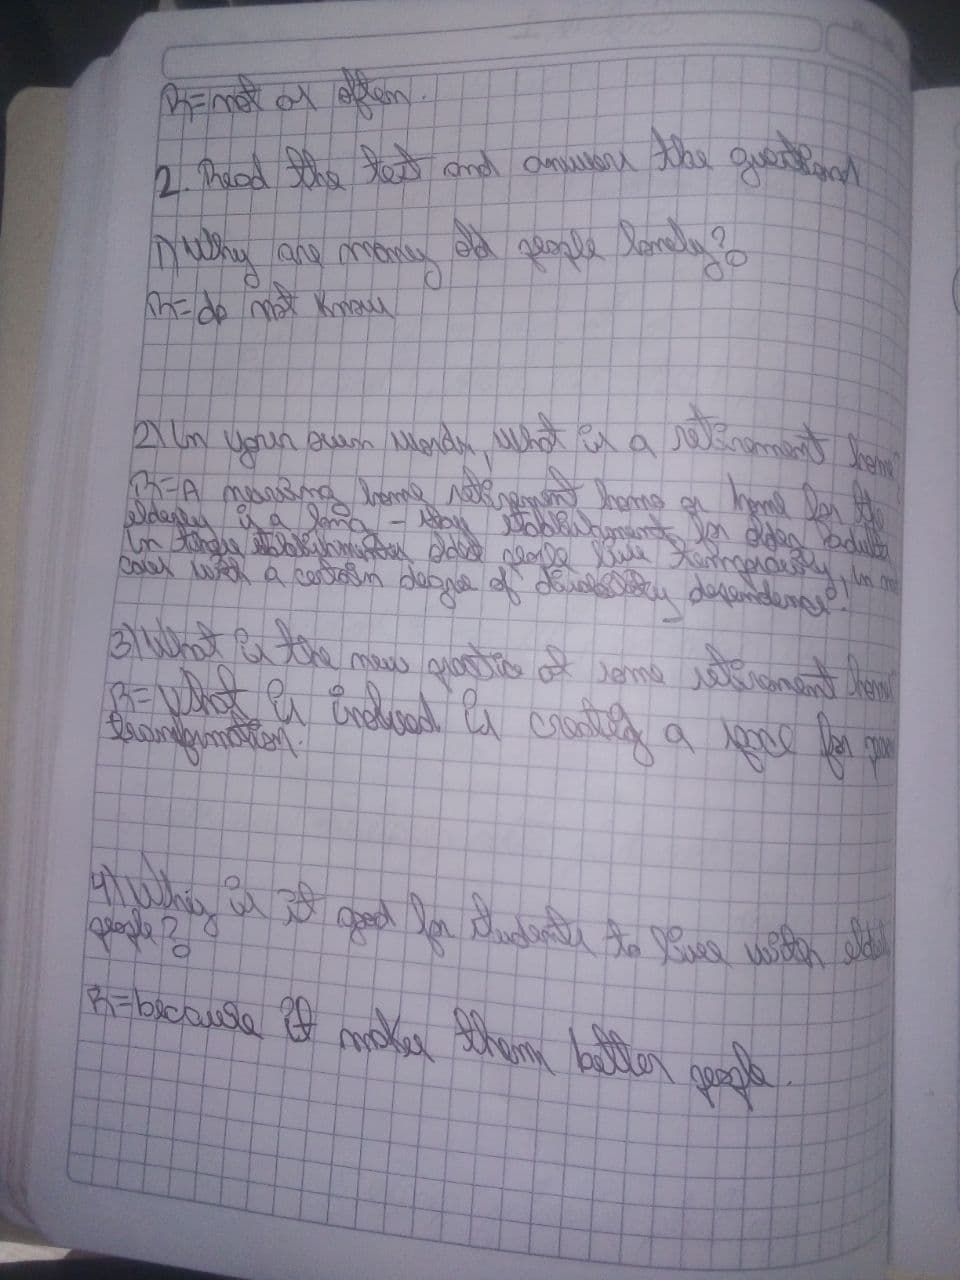 R=not as often.
2. Read the text and answer the questions
1) Why are many old people lonely?
R=do not know
2) In your own words, what is a retirement home
R=A nursing home retirement home or home for the
elderly is a long - stay establishment for older adults
In these establishments older people live temporarily, in
cases with a certain degree of dependence.
3) What is the new practice of some retirement homes
R= What is induced is creating a space for
transformation.
4) Why is it good for students to live with elderly
people?
R=because it makes them better people.